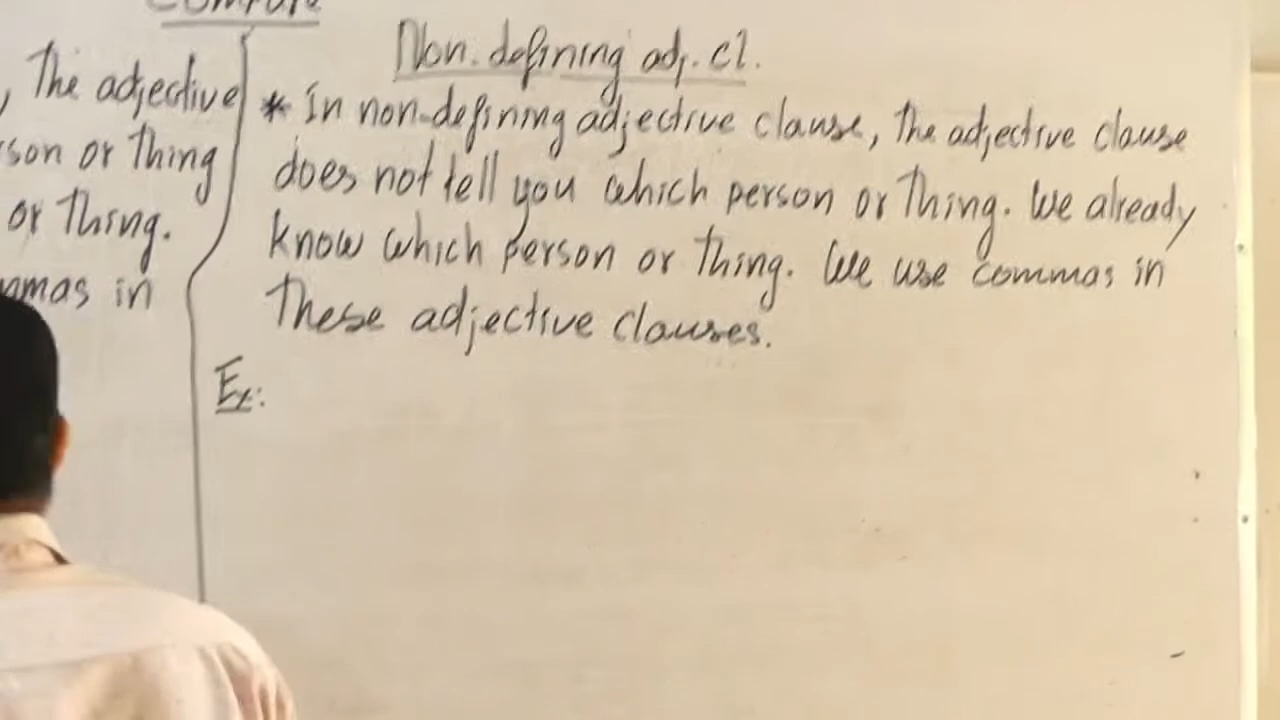 Compare
Non-defining adj. cl.
, The adjective
son or thing
or thing.
mmas in
* In non-defining adjective clause, the adjective clause
does not tell you which person or thing. We already
know which person or thing. We use commas in
these adjective clauses.
Ex: